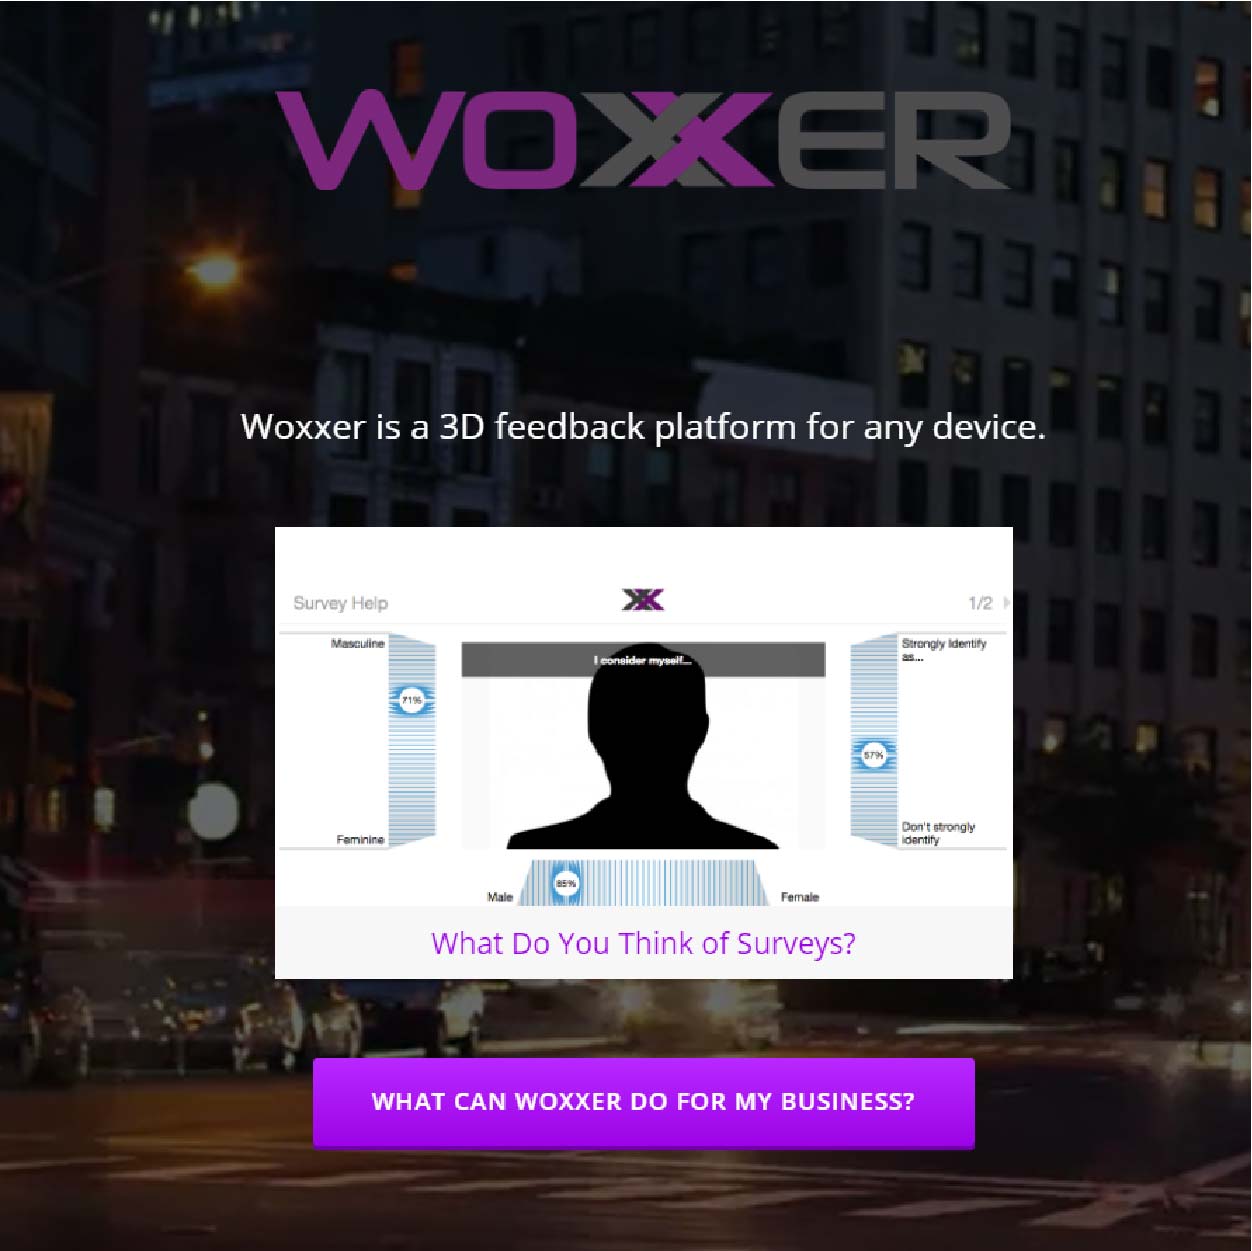 WOXXER
Woxxer is a 3D feedback platform for any device.
Survey Help
1/2
Masculine
I consider myself...
Strongly Identify
as...
71%
57%
Feminine
Don't strongly
identify
85%
Male
Female
What Do You Think of Surveys?
WHAT CAN WOXXER DO FOR MY BUSINESS?